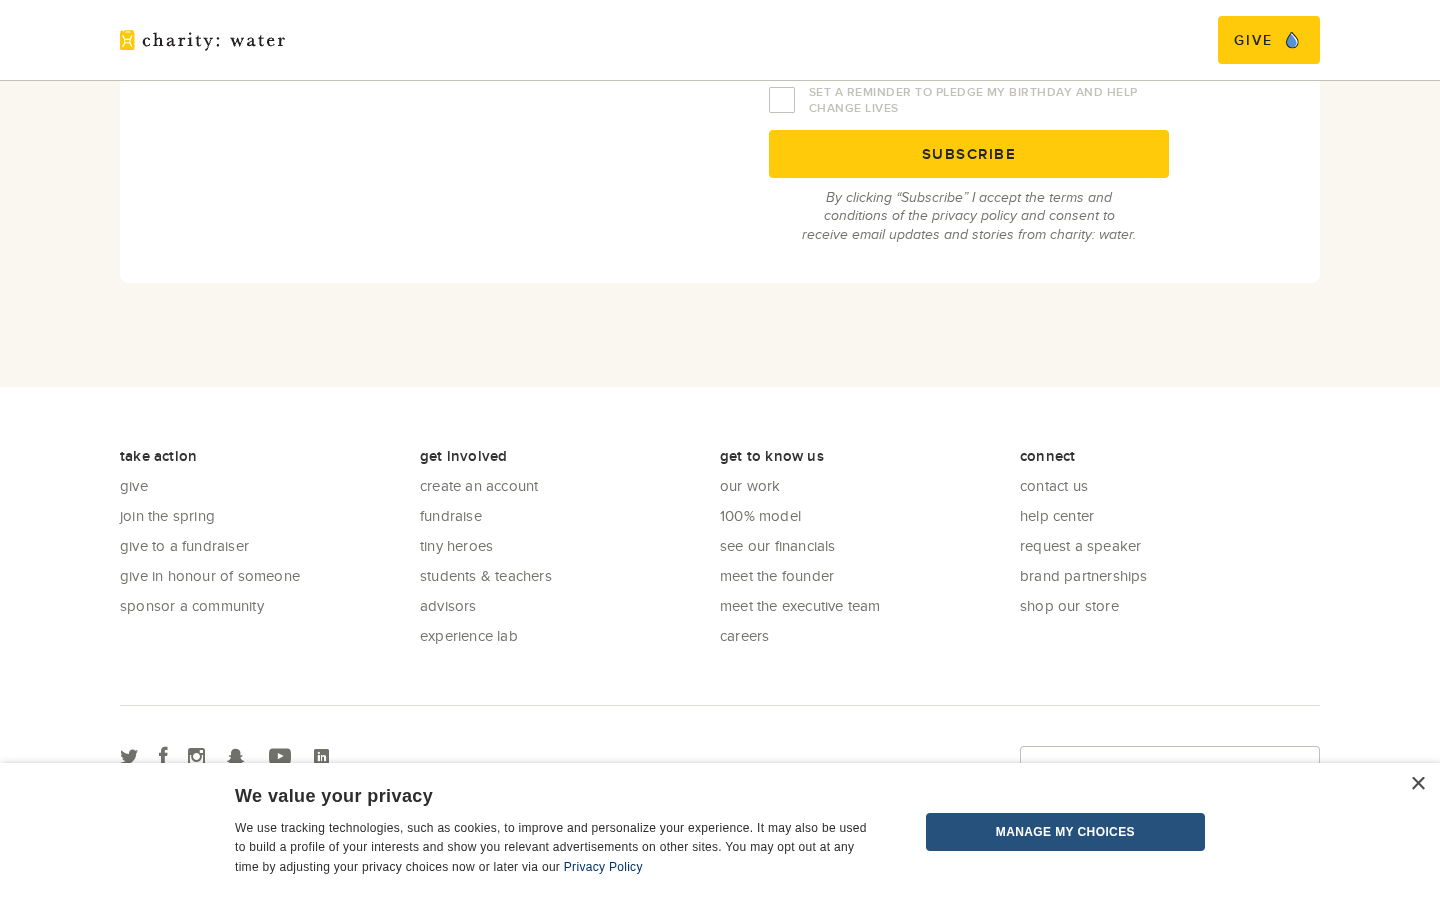 charity: water
GIVE
SET A REMINDER TO PLEDGE MY BIRTHDAY AND HELP
CHANGE LIVES
SUBSCRIBE
By clicking “Subscribe” I accept the terms and
conditions of the privacy policy and consent to
receive email updates and stories from charity: water.
take action
give
join the spring
give to a fundraiser
give in honour of someone
sponsor a community
get involved
create an account
fundraise
tiny heroes
students & teachers
advisors
experience lab
get to know us
our work
100% model
see our financials
meet the founder
meet the executive team
careers
connect
contact us
help center
request a speaker
brand partnerships
shop our store
We value your privacy
We use tracking technologies, such as cookies, to improve and personalize your experience. It may also be used
to build a profile of your interests and show you relevant advertisements on other sites. You may opt out at any
time by adjusting your privacy choices now or later via our Privacy Policy
MANAGE MY CHOICES